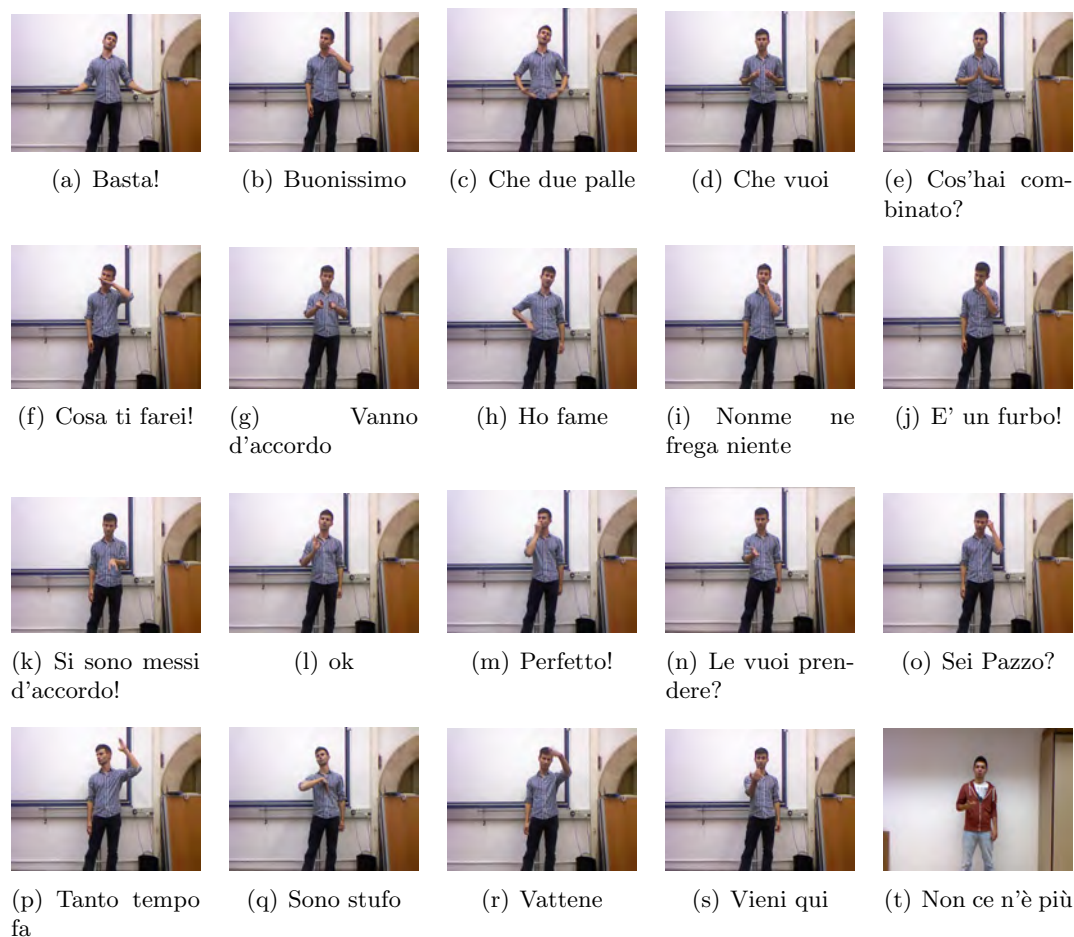 (a) Basta!
(b) Buonissimo
(c) Che due palle
(d) Che vuoi
(e) Cos'hai com-
binato?
(f) Cosa ti farei!
(g) Vanno
d'accordo
(h) Ho fame
(i) Nonme ne
frega niente
(j) E' un furbo!
(k) Si sono messi
d'accordo!
(l) ok
(m) Perfetto!
(n) Le vuoi pren-
dere?
(o) Sei Pazzo?
(p) Tanto tempo
fa
(q) Sono stufo
(r) Vattene
(s) Vieni qui
(t) Non ce n'è più